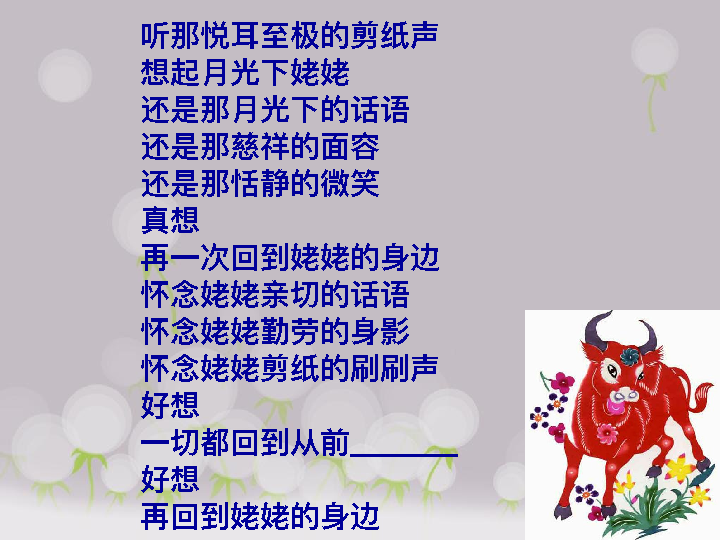 听那悦耳至极的剪纸声
想起月光下姥姥
还是那月光下的话语
还是那慈祥的面容
还是那恬静的微笑
真想
再一次回到姥姥的身边
怀念姥姥亲切的话语
怀念姥姥勤劳的身影
怀念姥姥剪纸的刷刷声
好想
一切都回到从前_______
好想
再回到姥姥的身边